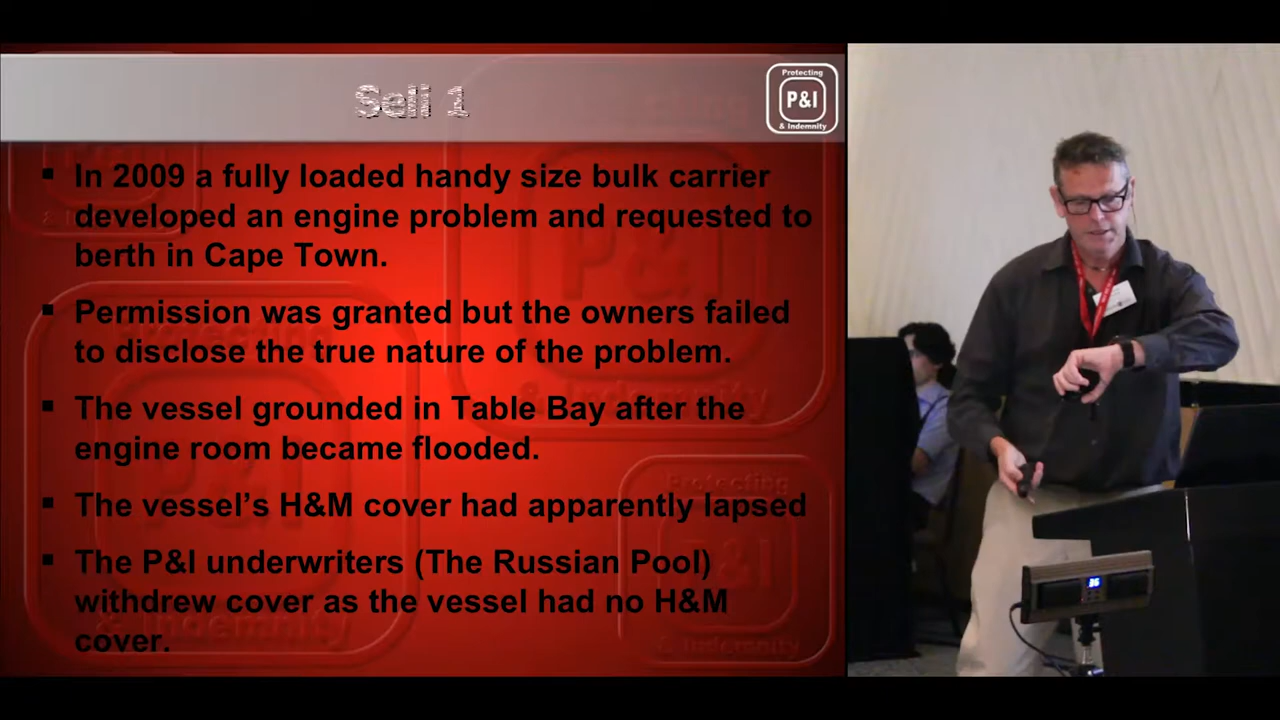 Seli 1
Protecting
P&I
& Indemnity
▪ In 2009 a fully loaded handy size bulk carrier
developed an engine problem and requested to
berth in Cape Town.
▪ Permission was granted but the owners failed
to disclose the true nature of the problem.
▪ The vessel grounded in Table Bay after the
engine room became flooded.
▪ The vessel’s H&M cover had apparently lapsed
▪ The P&I underwriters (The Russian Pool)
withdrew cover as the vessel had no H&M
cover.